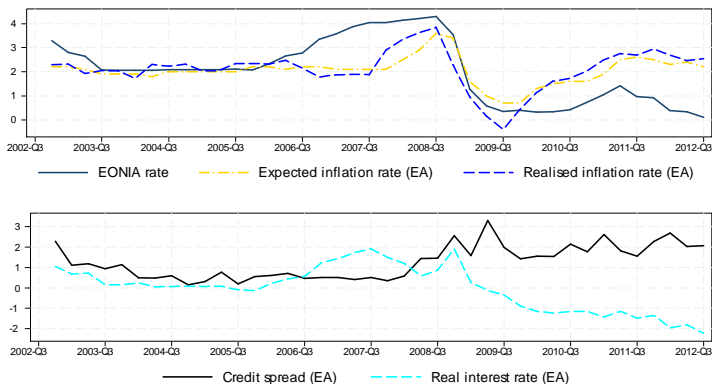 4
3
2
1
0
2002-Q3 2003-Q3 2004-Q3 2005-Q3 2006-Q3 2007-Q3 2008-Q3 2009-Q3 2010-Q3 2011-Q3 2012-Q3
EONIA rate Expected inflation rate (EA) Realised inflation rate (EA)
3
2
1
0
-1
-2
2002-Q3 2003-Q3 2004-Q3 2005-Q3 2006-Q3 2007-Q3 2008-Q3 2009-Q3 2010-Q3 2011-Q3 2012-Q3
Credit spread (EA) Real interest rate (EA)